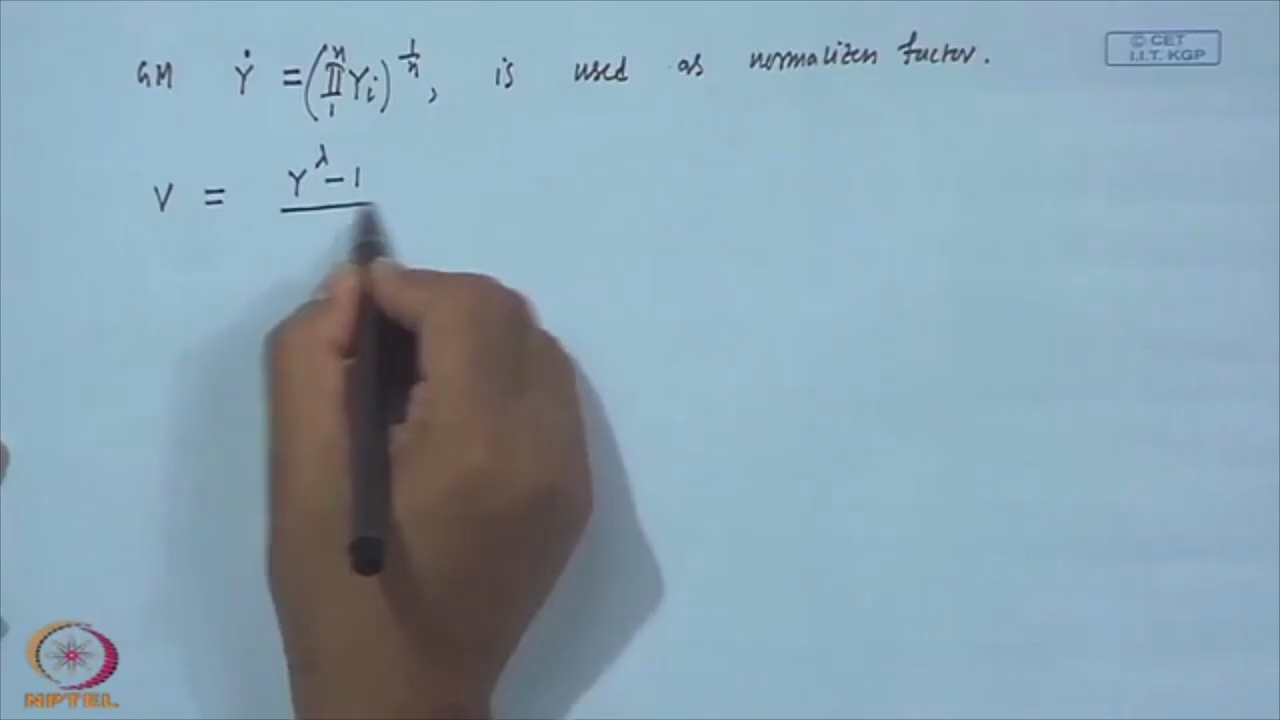 GM Ẏ = (∏₁ⁿ Yᵢ)^(1/n), is used as normalizen factor.
© CET
I.I.T. KGP
V = Y^λ - 1
NPTEL